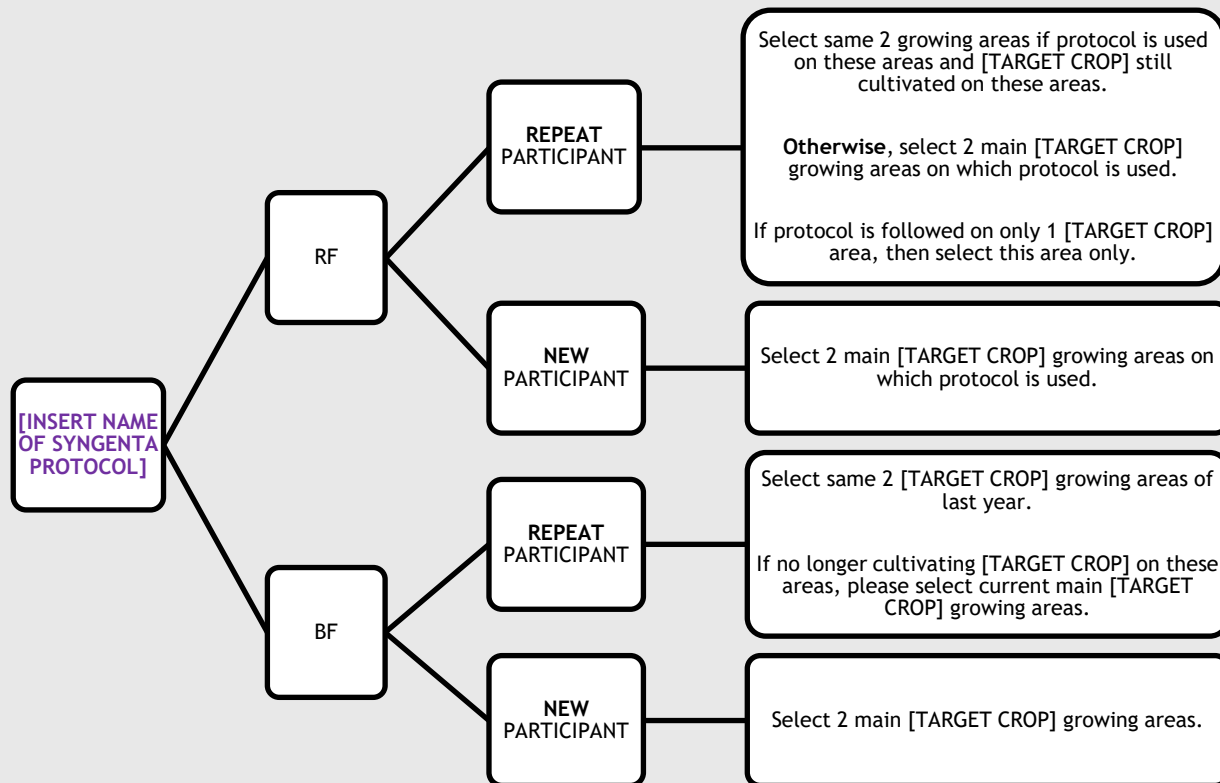 [INSERT NAME
OF SYNGENTA
PROTOCOL]
RF
REPEAT
PARTICIPANT
Select same 2 growing areas if protocol is used
on these areas and [TARGET CROP] still
cultivated on these areas.
Otherwise, select 2 main [TARGET CROP]
growing areas on which protocol is used.
If protocol is followed on only 1 [TARGET CROP]
area, then select this area only.
NEW
PARTICIPANT
Select 2 main [TARGET CROP] growing areas on
which protocol is used.
BF
REPEAT
PARTICIPANT
Select same 2 [TARGET CROP] growing areas of
last year.
If no longer cultivating [TARGET CROP] on these
areas, please select current main [TARGET
CROP] growing areas.
NEW
PARTICIPANT
Select 2 main [TARGET CROP] growing areas.